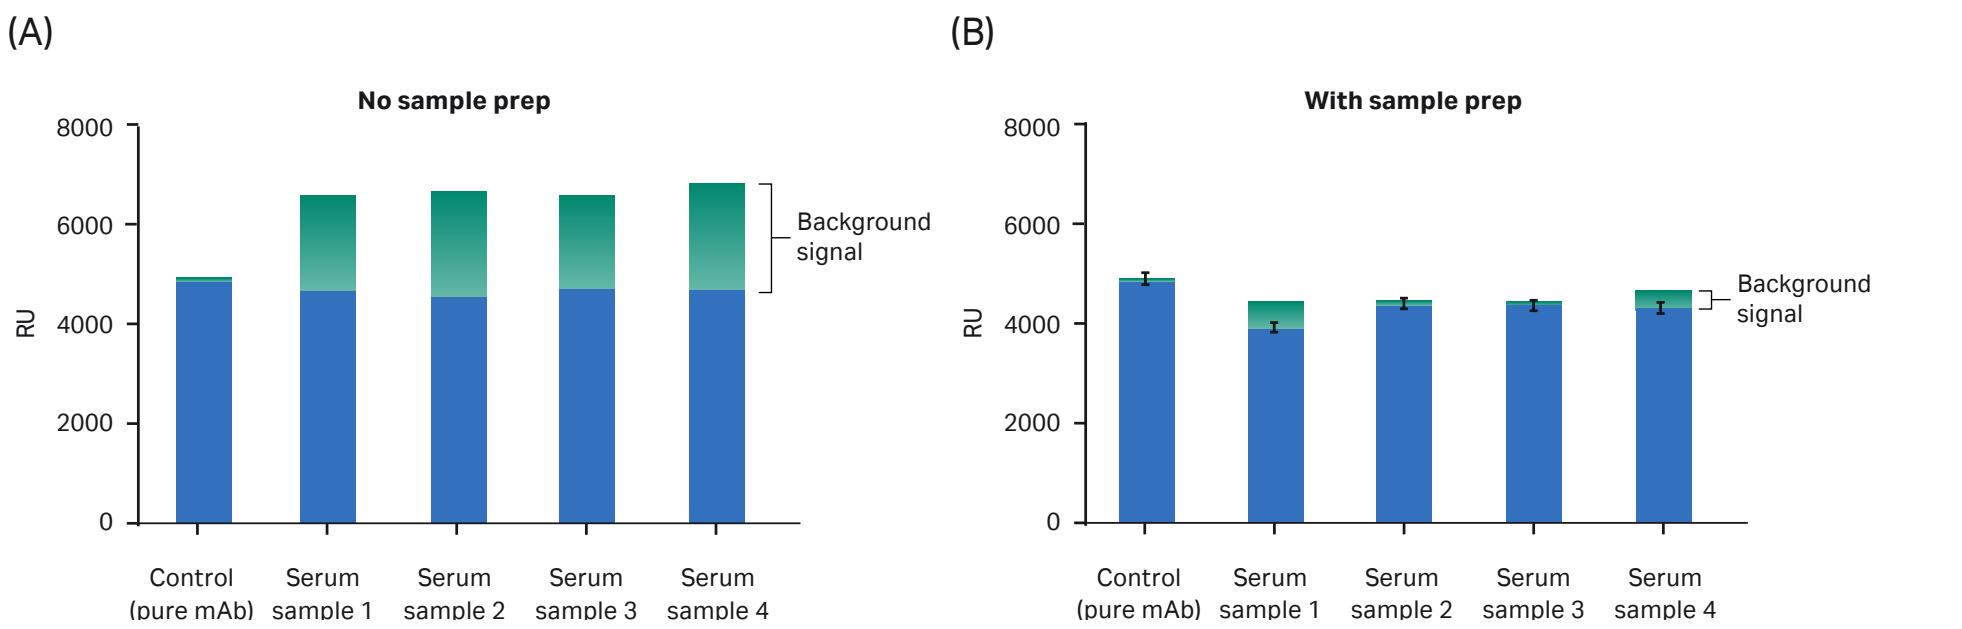 (A)
No sample prep
8000
6000
4000
2000
0
RU
Background
signal
Control
(pure mAb)
Serum
sample 1
Serum
sample 2
Serum
sample 3
Serum
sample 4
(B)
With sample prep
8000
6000
4000
2000
0
RU
Background
signal
Control
(pure mAb)
Serum
sample 1
Serum
sample 2
Serum
sample 3
Serum
sample 4